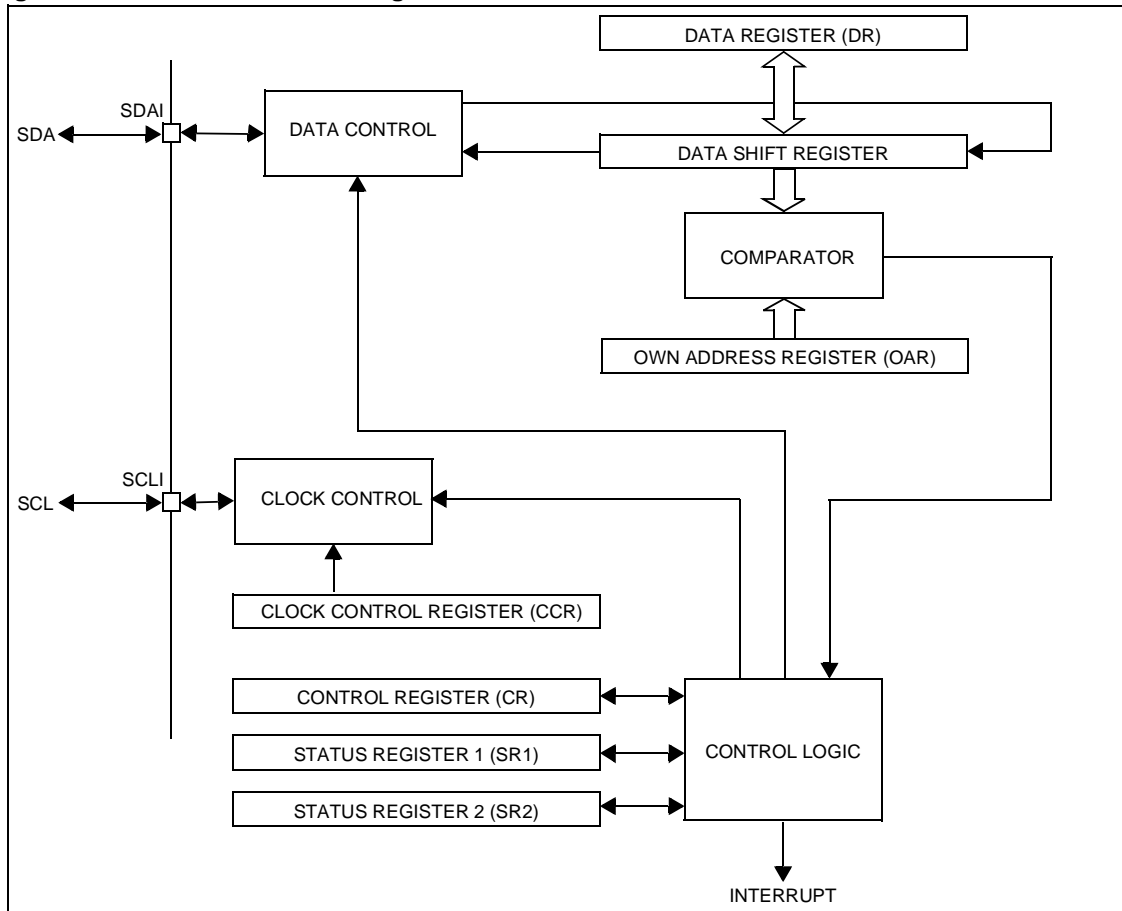 DATA REGISTER (DR)
SDAI
SDA
DATA CONTROL
DATA SHIFT REGISTER
COMPARATOR
OWN ADDRESS REGISTER (OAR)
SCLI
SCL
CLOCK CONTROL
CLOCK CONTROL REGISTER (CCR)
CONTROL REGISTER (CR)
STATUS REGISTER 1 (SR1)
CONTROL LOGIC
STATUS REGISTER 2 (SR2)
INTERRUPT